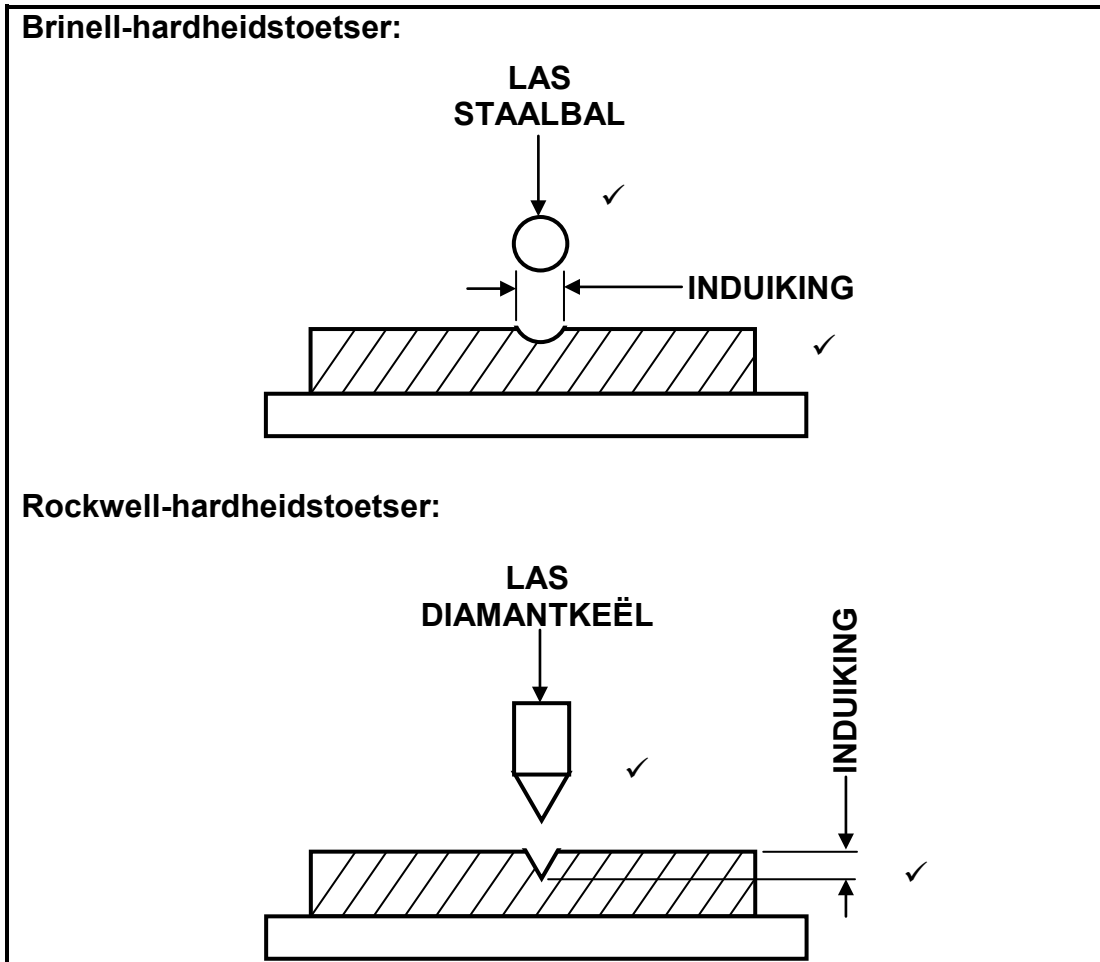 Brinell-hardheidstoetser:
LAS
STAALBAL
✓
INDUIKING
✓
Rockwell-hardheidstoetser:
LAS
DIAMANTKEËL
INDUIKING
✓
✓